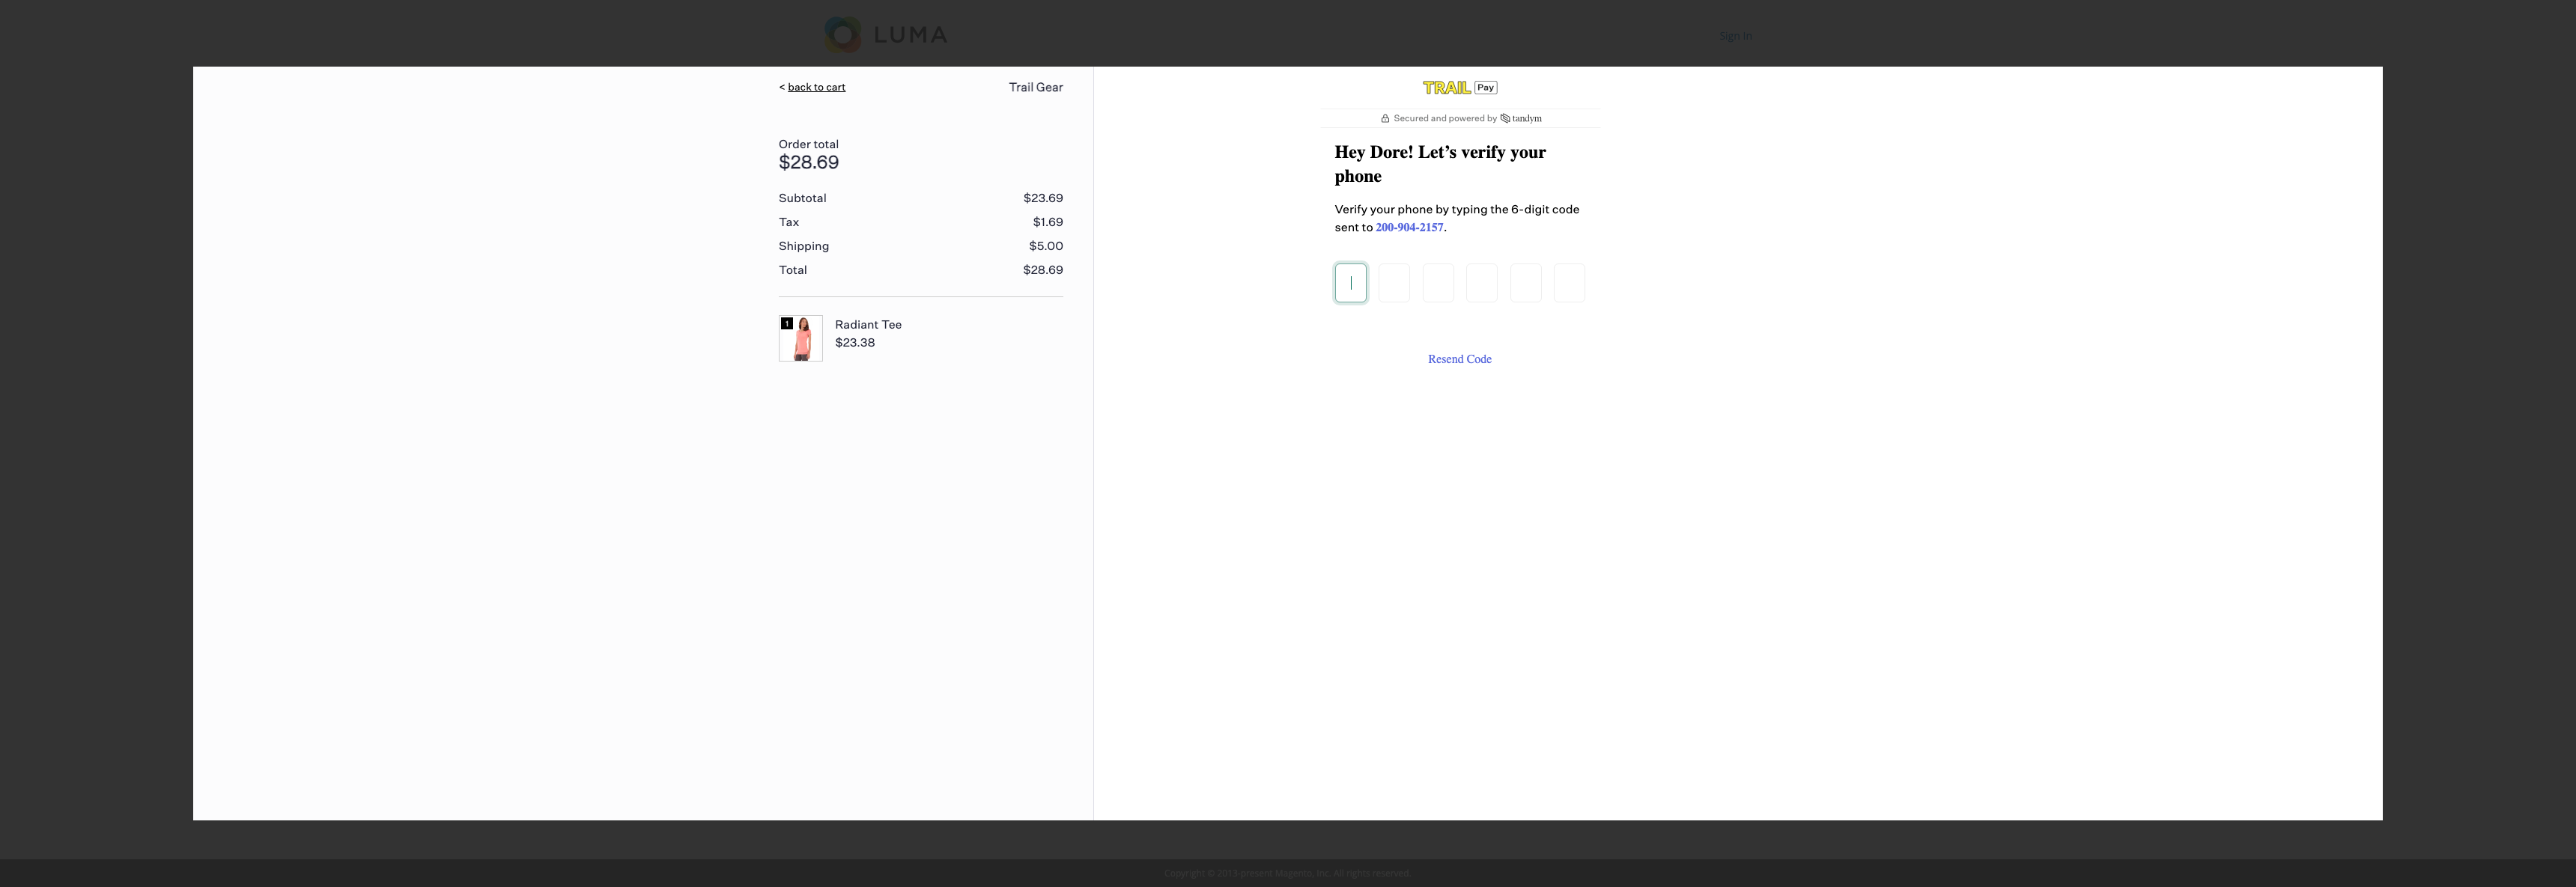 LUMA
Sign In
< back to cart
Trail Gear
Order total
$28.69
Subtotal $23.69
Tax $1.69
Shipping $5.00
Total $28.69
1
Radiant Tee
$23.38
TRAIL Pay
Secured and powered by tandym
Hey Dore! Let’s verify your
phone
Verify your phone by typing the 6-digit code
sent to 200-904-2157.
Resend Code
Copyright © 2013-present Magento, Inc. All rights reserved.